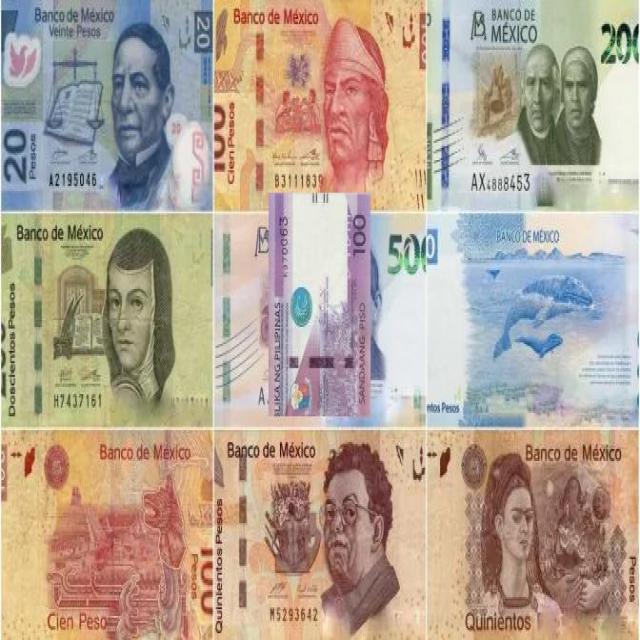 Banco de México
Veinte Pesos
20
20
Pesos
A2195046
Banco de México
100
Cien Pesos
B3111839
BANCO DE
MÉXICO
200
AX4888453
Banco de México
Doscientos Pesos
H7437161
500
A
100
LIKA NG PILIPINAS
SANDAANG PISO
BANCO DE MÉXICO
ntos Pesos
Banco de México
100
Pesos
Cien Peso
Banco de México
Quinientos Pesos
M5293642
Banco de México
Quinientos
Pesos